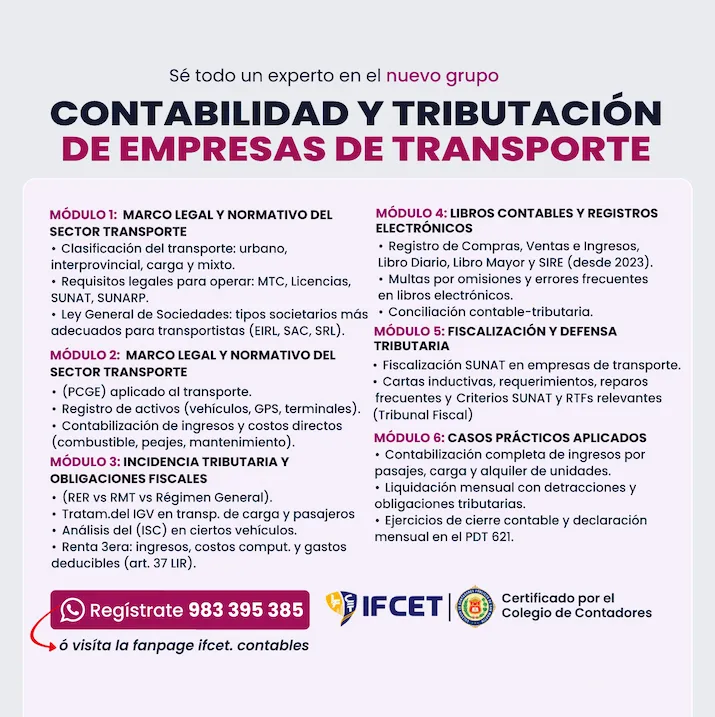 Sé todo un experto en el nuevo grupo
CONTABILIDAD Y TRIBUTACIÓN
DE EMPRESAS DE TRANSPORTE
MÓDULO 1: MARCO LEGAL Y NORMATIVO DEL
SECTOR TRANSPORTE
• Clasificación del transporte: urbano,
interprovincial, carga y mixto.
• Requisitos legales para operar: MTC, Licencias,
SUNAT, SUNARP.
• Ley General de Sociedades: tipos societarios más
adecuados para transportistas (EIRL, SAC, SRL).
MÓDULO 2: MARCO LEGAL Y NORMATIVO DEL
SECTOR TRANSPORTE
• (PCGE) aplicado al transporte.
• Registro de activos (vehículos, GPS, terminales).
• Contabilización de ingresos y costos directos
(combustible, peajes, mantenimiento).
MÓDULO 3: INCIDENCIA TRIBUTARIA Y
OBLIGACIONES FISCALES
• (RER vs RMT vs Régimen General).
• Tratam.del IGV en transp. de carga y pasajeros
• Análisis del (ISC) en ciertos vehículos.
• Renta 3era: ingresos, costos comput. y gastos
deducibles (art. 37 LIR).
MÓDULO 4: LIBROS CONTABLES Y REGISTROS
ELECTRÓNICOS
• Registro de Compras, Ventas e Ingresos,
Libro Diario, Libro Mayor y SIRE (desde 2023).
• Multas por omisiones y errores frecuentes
en libros electrónicos.
• Conciliación contable-tributaria.
MÓDULO 5: FISCALIZACIÓN Y DEFENSA
TRIBUTARIA
• Fiscalización SUNAT en empresas de transporte.
• Cartas inductivas, requerimientos, reparos
frecuentes y Criterios SUNAT y RTFs relevantes
(Tribunal Fiscal)
MÓDULO 6: CASOS PRÁCTICOS APLICADOS
• Contabilización completa de ingresos por
pasajes, carga y alquiler de unidades.
• Liquidación mensual con detracciones y
obligaciones tributarias.
• Ejercicios de cierre contable y declaración
mensual en el PDT 621.
Regístrate 983 395 385
ó visíta la fanpage ifcet. contables
IFCET
Certificado por el
Colegio de Contadores